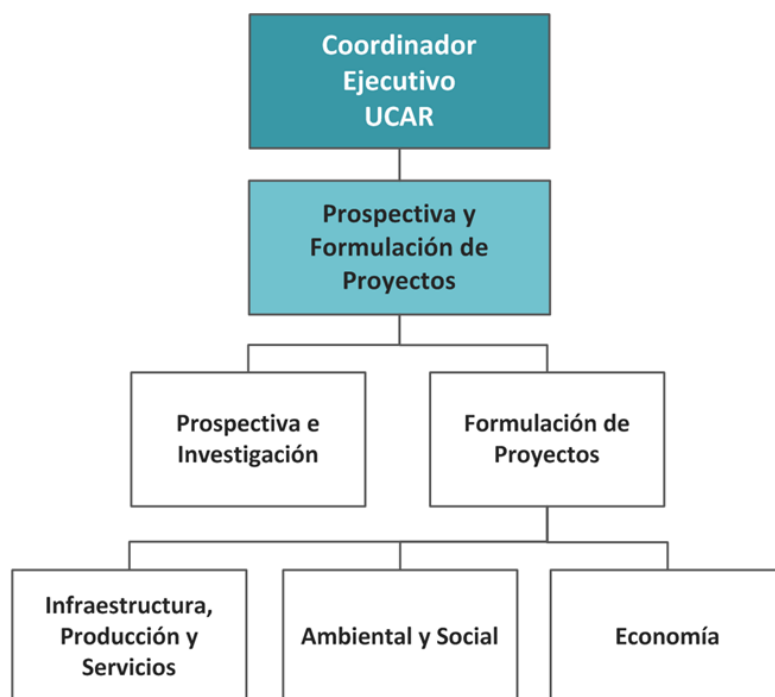 Coordinador
Ejecutivo
UCAR
Prospectiva y
Formulación de
Proyectos
Prospectiva e
Investigación
Formulación de
Proyectos
Infraestructura,
Producción y
Servicios
Ambiental y Social
Economía